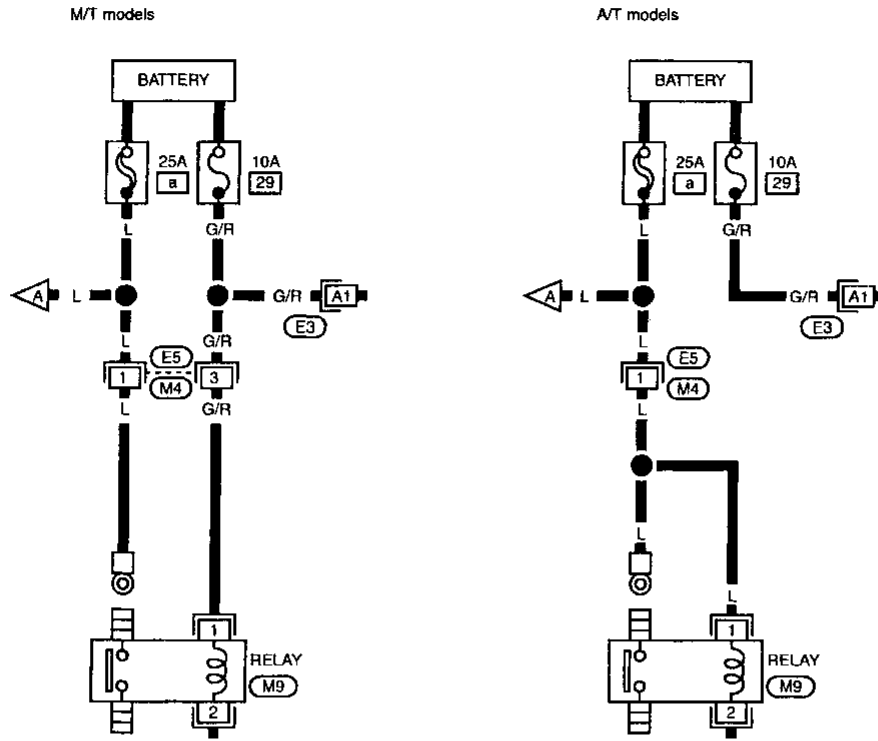 M/T models
BATTERY
25A
a
10A
29
L
G/R
A
L
G/R
A1
E3
L
G/R
E5
1
3
M4
L
G/R
1
RELAY
M9
2
A/T models
BATTERY
25A
a
10A
29
L
G/R
A
L
G/R
A1
E3
L
E5
1
M4
L
L
L
1
RELAY
M9
2